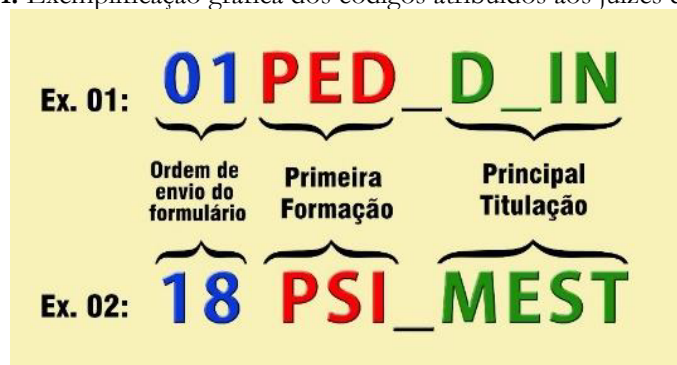 1. Exemplificação gráfica dos códigos atribuídos aos juízes
Ex. 01: 01PED_D_IN
Ordem de envio do formulário
Primeira Formação
Principal Titulação
Ex. 02: 18 PSI_MEST